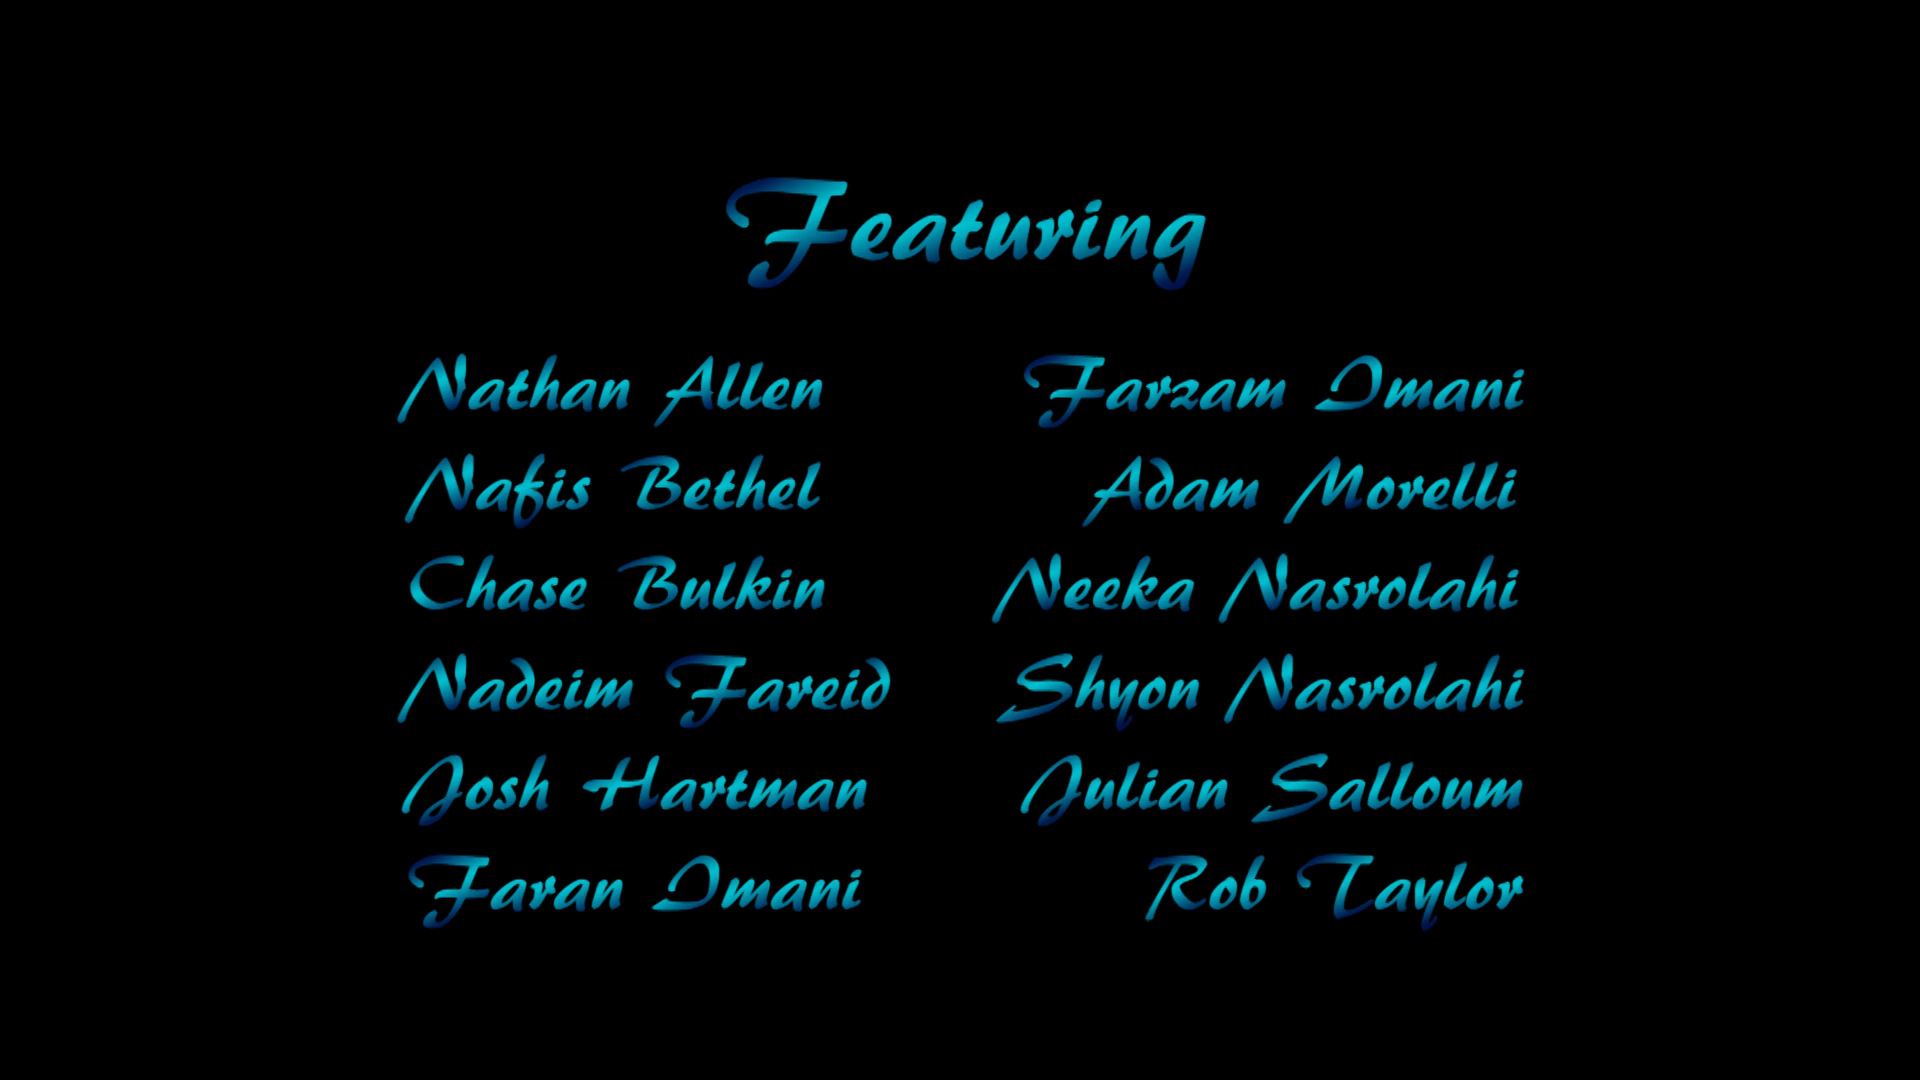 Featuring
Nathan Allen
Nafis Bethel
Chase Bulkin
Nadeim Fareid
Josh Hartman
Faran Imani
Farzam Imani
Adam Morelli
Neeka Nasrolahi
Shyon Nasrolahi
Julian Salloum
Rob Taylor